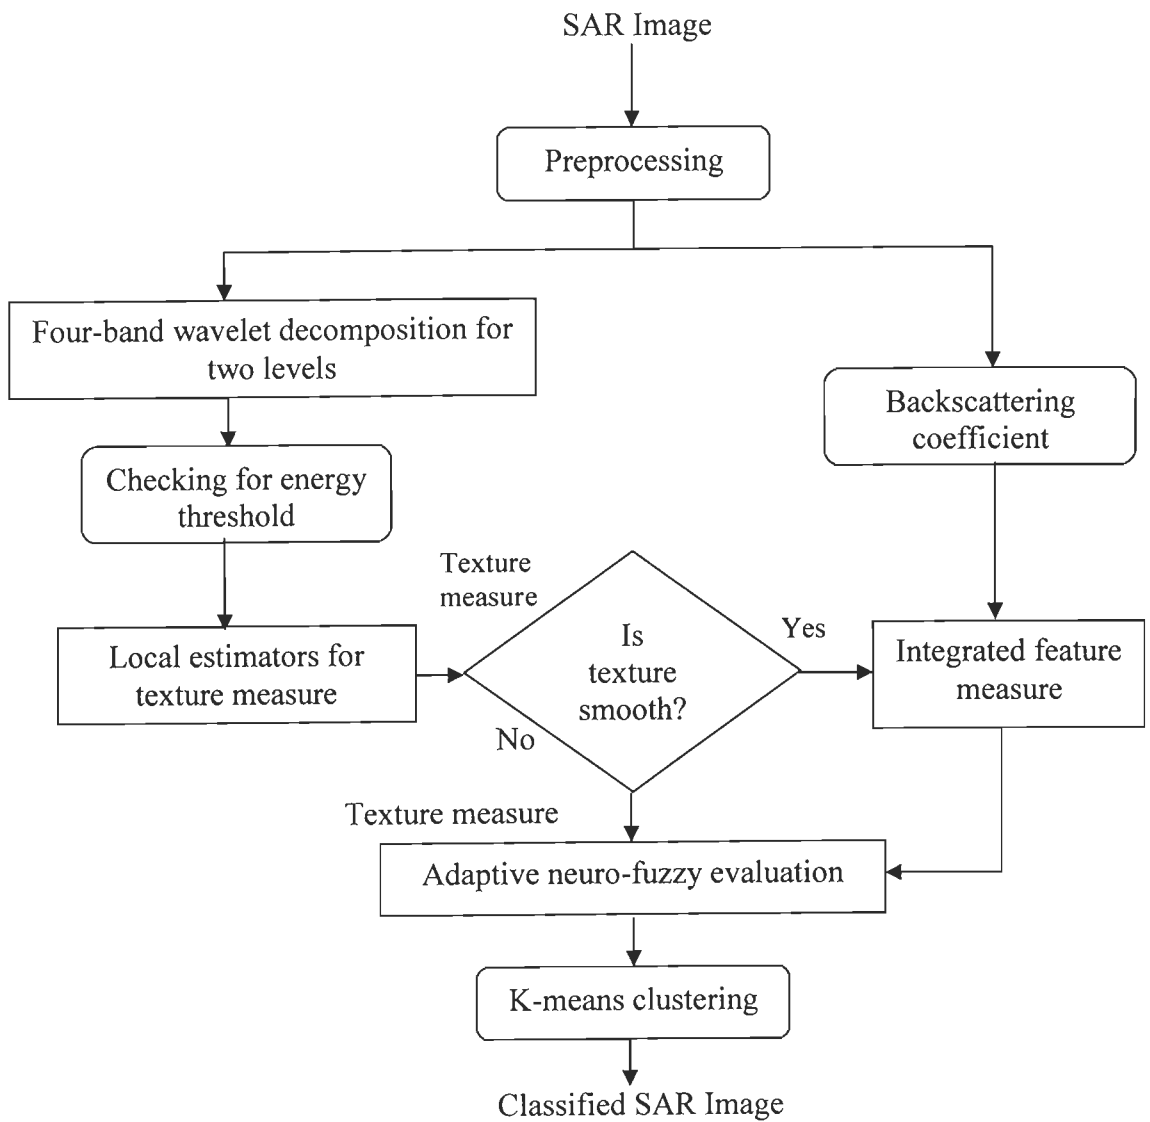 SAR Image
Preprocessing
Four-band wavelet decomposition for
two levels
Backscattering
coefficient
Checking for energy
threshold
Texture
measure
Is
texture
smooth?
Yes
No
Local estimators for
texture measure
Integrated feature
measure
Texture measure
Adaptive neuro-fuzzy evaluation
K-means clustering
Classified SAR Image